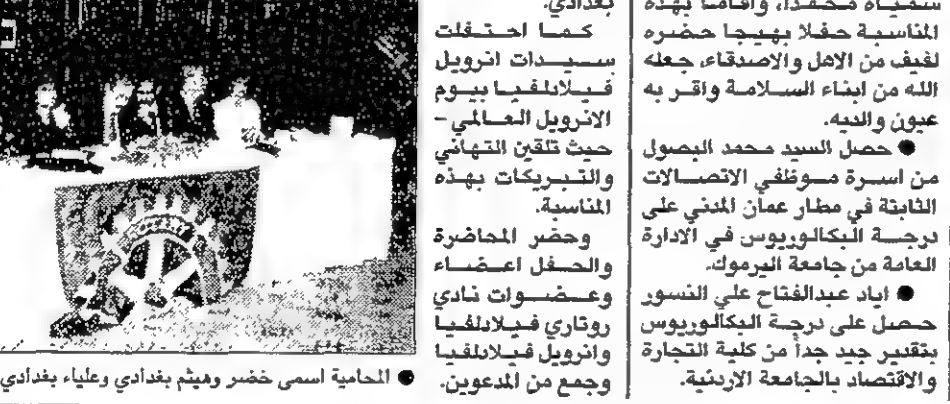 سمياه محمدا، واقاما بهذه
المناسبة حفلا بهيجا حضره
لفيف من الاهل والاصدقاء، جعله
الله من ابناء السلامة واقر به
عيون والديه.
● حصل السيد محمد البصول
من اسرة موظفي الاتصالات
الثابتة في مطار عمان المدني على
درجة البكالوريوس في الادارة
العامة من جامعة اليرموك.
● اياد عبدالفتاح علي النسور
حصل على درجة البكالوريوس
بتقدير جيد جداً من كلية التجارة
والاقتصاد بالجامعة الاردنية.
بغدادي.
كما احتفلت
سيدات انرويل
فيلادلفيا بيوم
الانرويل العالمي -
حيث تلقين التهاني
والتبريكات بهذه
المناسبة.
وحضر المحاضرة
والحفل اعضاء
وعضوات نادي
روتاري فيلادلفيا
وانرويل فيلادلفيا
وجمع من المدعوين.
● المحامية اسمى خضر وهيثم بغدادي وعلياء بغدادي